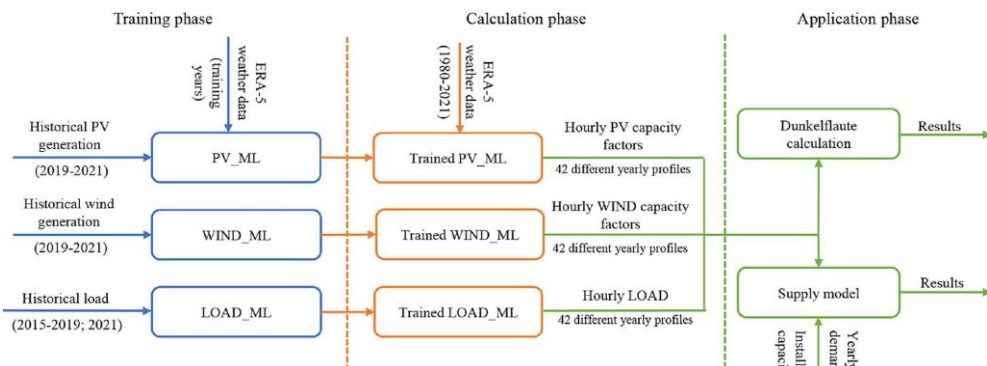 Training phase
Calculation phase
Application phase
ERA-5
weather data
(training
years)
ERA-5
weather data
(1980-2021)
Historical PV
generation
(2019-2021)
PV_ML
Trained PV_ML
Hourly PV capacity
factors
42 different yearly profiles
Dunkelflaute
calculation
Results
Historical wind
generation
(2019-2021)
WIND_ML
Trained WIND_ML
Hourly WIND capacity
factors
42 different yearly profiles
Historical load
(2015-2019; 2021)
LOAD_ML
Trained LOAD_ML
Hourly LOAD
42 different yearly profiles
Supply model
Results
Yearly